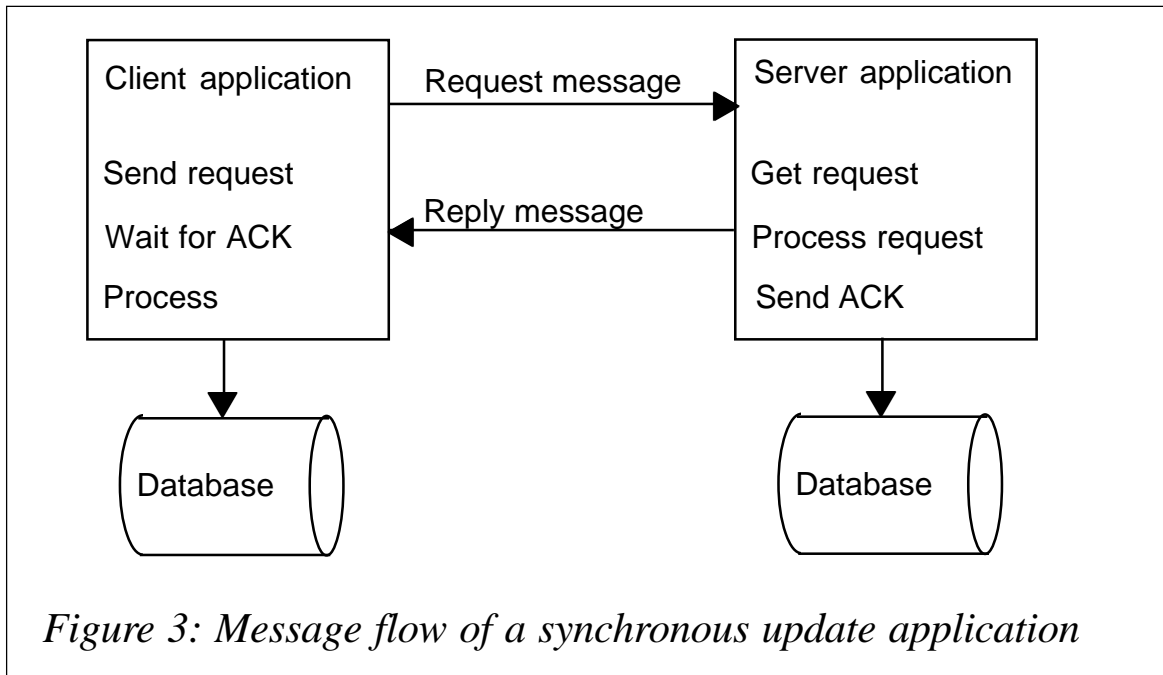 Client application
Request message
Server application
Send request
Get request
Reply message
Wait for ACK
Process request
Process
Send ACK
Database
Database
Figure 3: Message flow of a synchronous update application